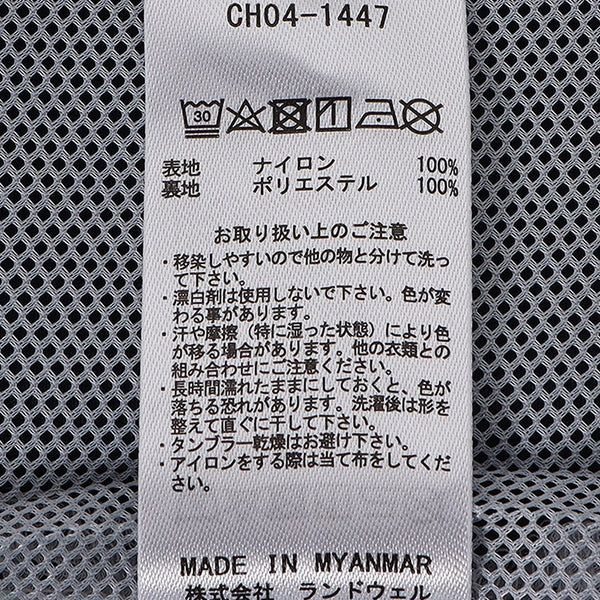 CH04-1447
30
表地 ナイロン 100%
裏地 ポリエステル 100%
お取り扱い上のご注意
・移染しやすいので他の物と分けて洗っ
て下さい。
・漂白剤は使用しないで下さい。色が変
わる事があります。
・汗や摩擦（特に湿った状態）により色
が移る場合があります。他の衣類との
組み合わせにご注意ください。
・長時間濡れたままにしておくと、色が
落ちる恐れがあります。洗濯後は形を
整えて直ぐに干して下さい。
・タンブラー乾燥はお避け下さい。
・アイロンをする際は当て布をしてくださ
い。
MADE IN MYANMAR
株式会社 ランドウェル